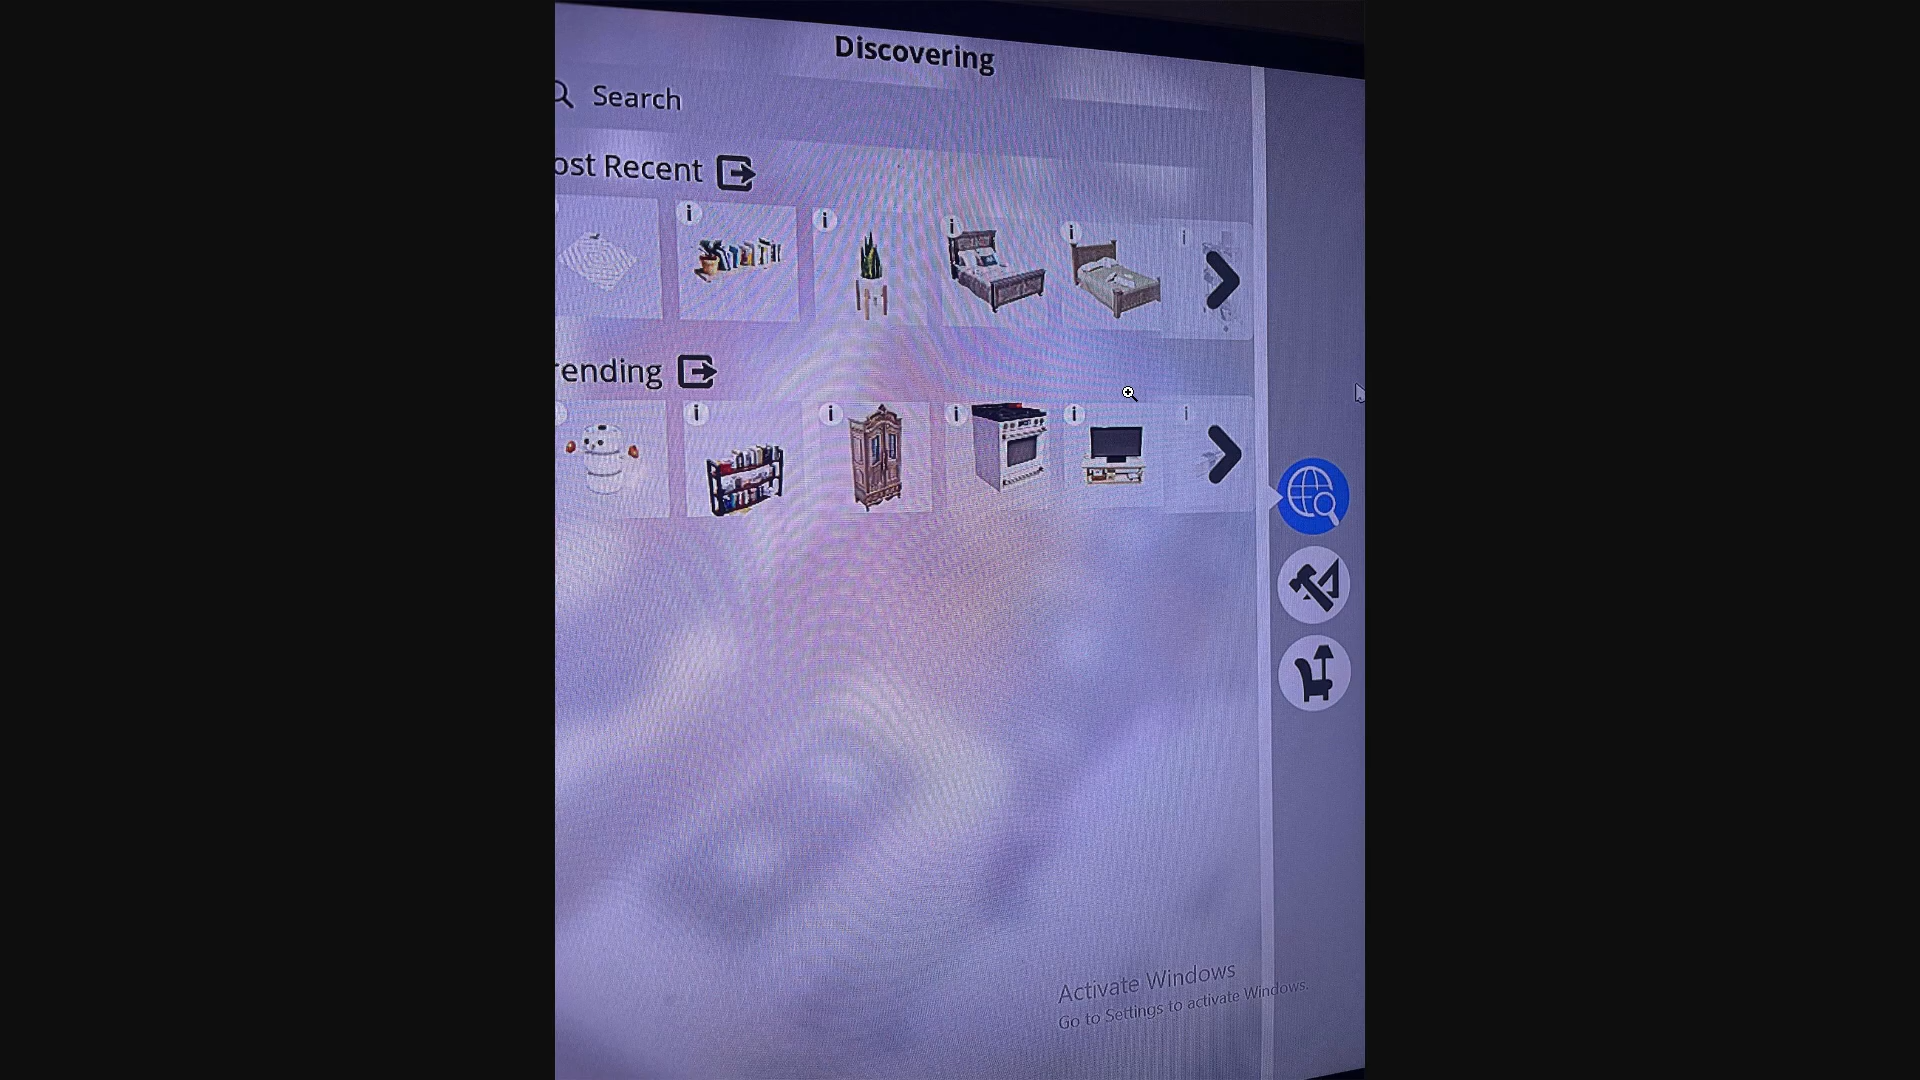 Discovering
Search
ost Recent
rending
Activate Windows
Go to Settings to activate Windows.